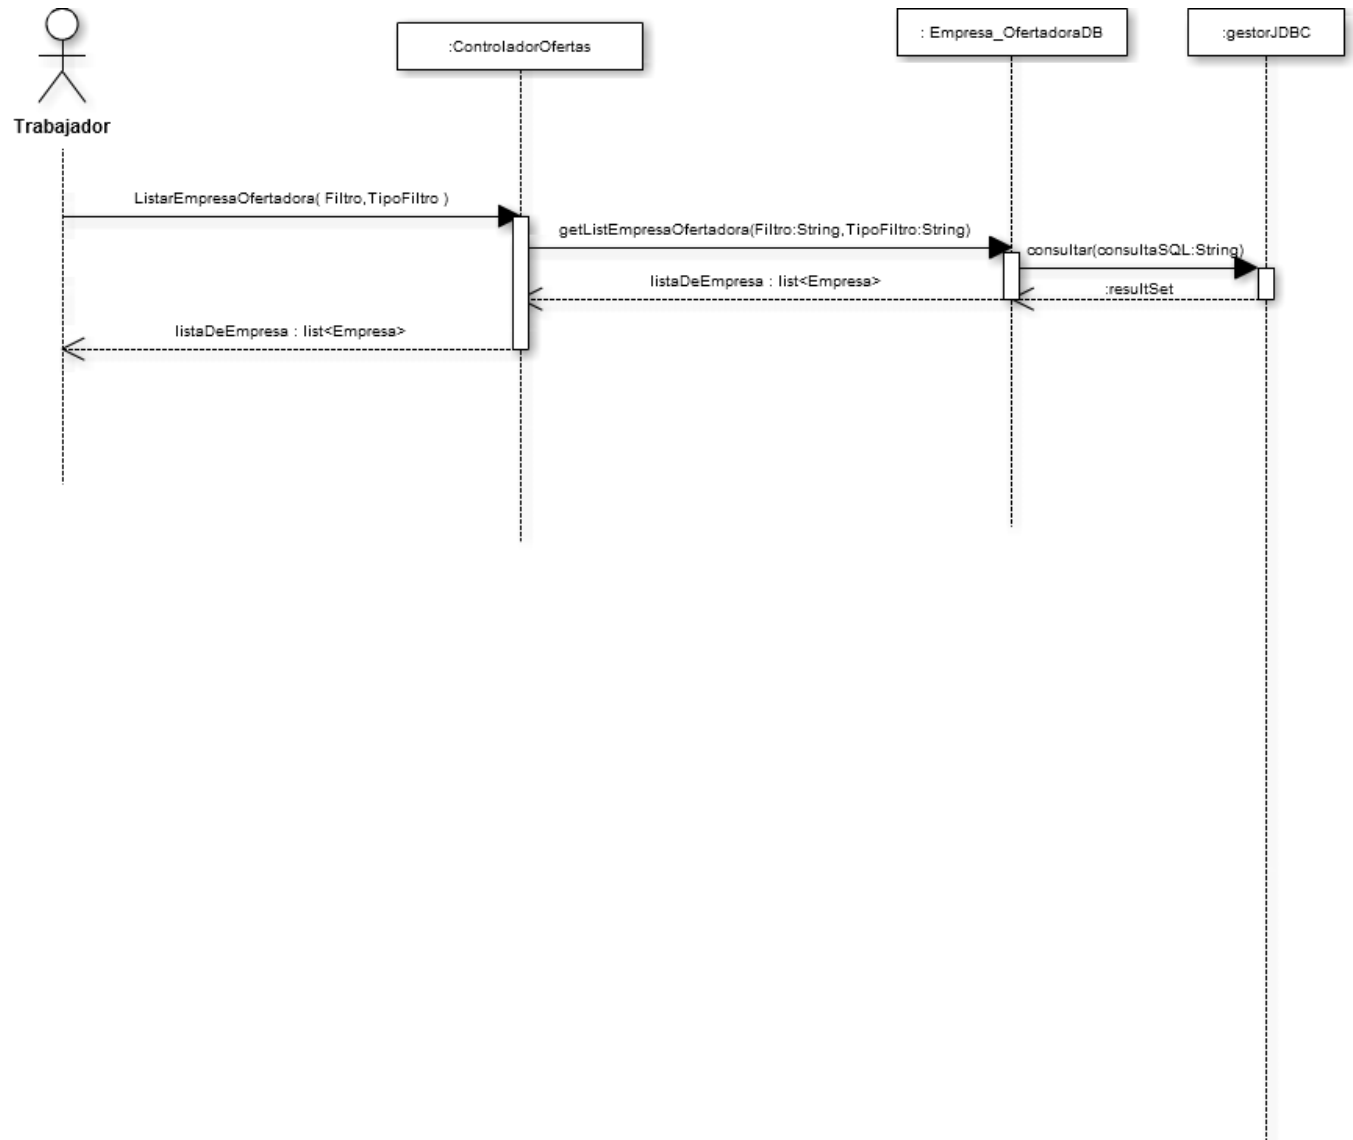 :ControladorOfertas
: Empresa_OfertadoraDB
:gestorJDBC
Trabajador
ListarEmpresaOfertadora( Filtro,TipoFiltro )
getListEmpresaOfertadora(Filtro:String,TipoFiltro:String)
consultar(consultaSQL:String)
listaDeEmpresa : list<Empresa>
:resultSet
listaDeEmpresa : list<Empresa>